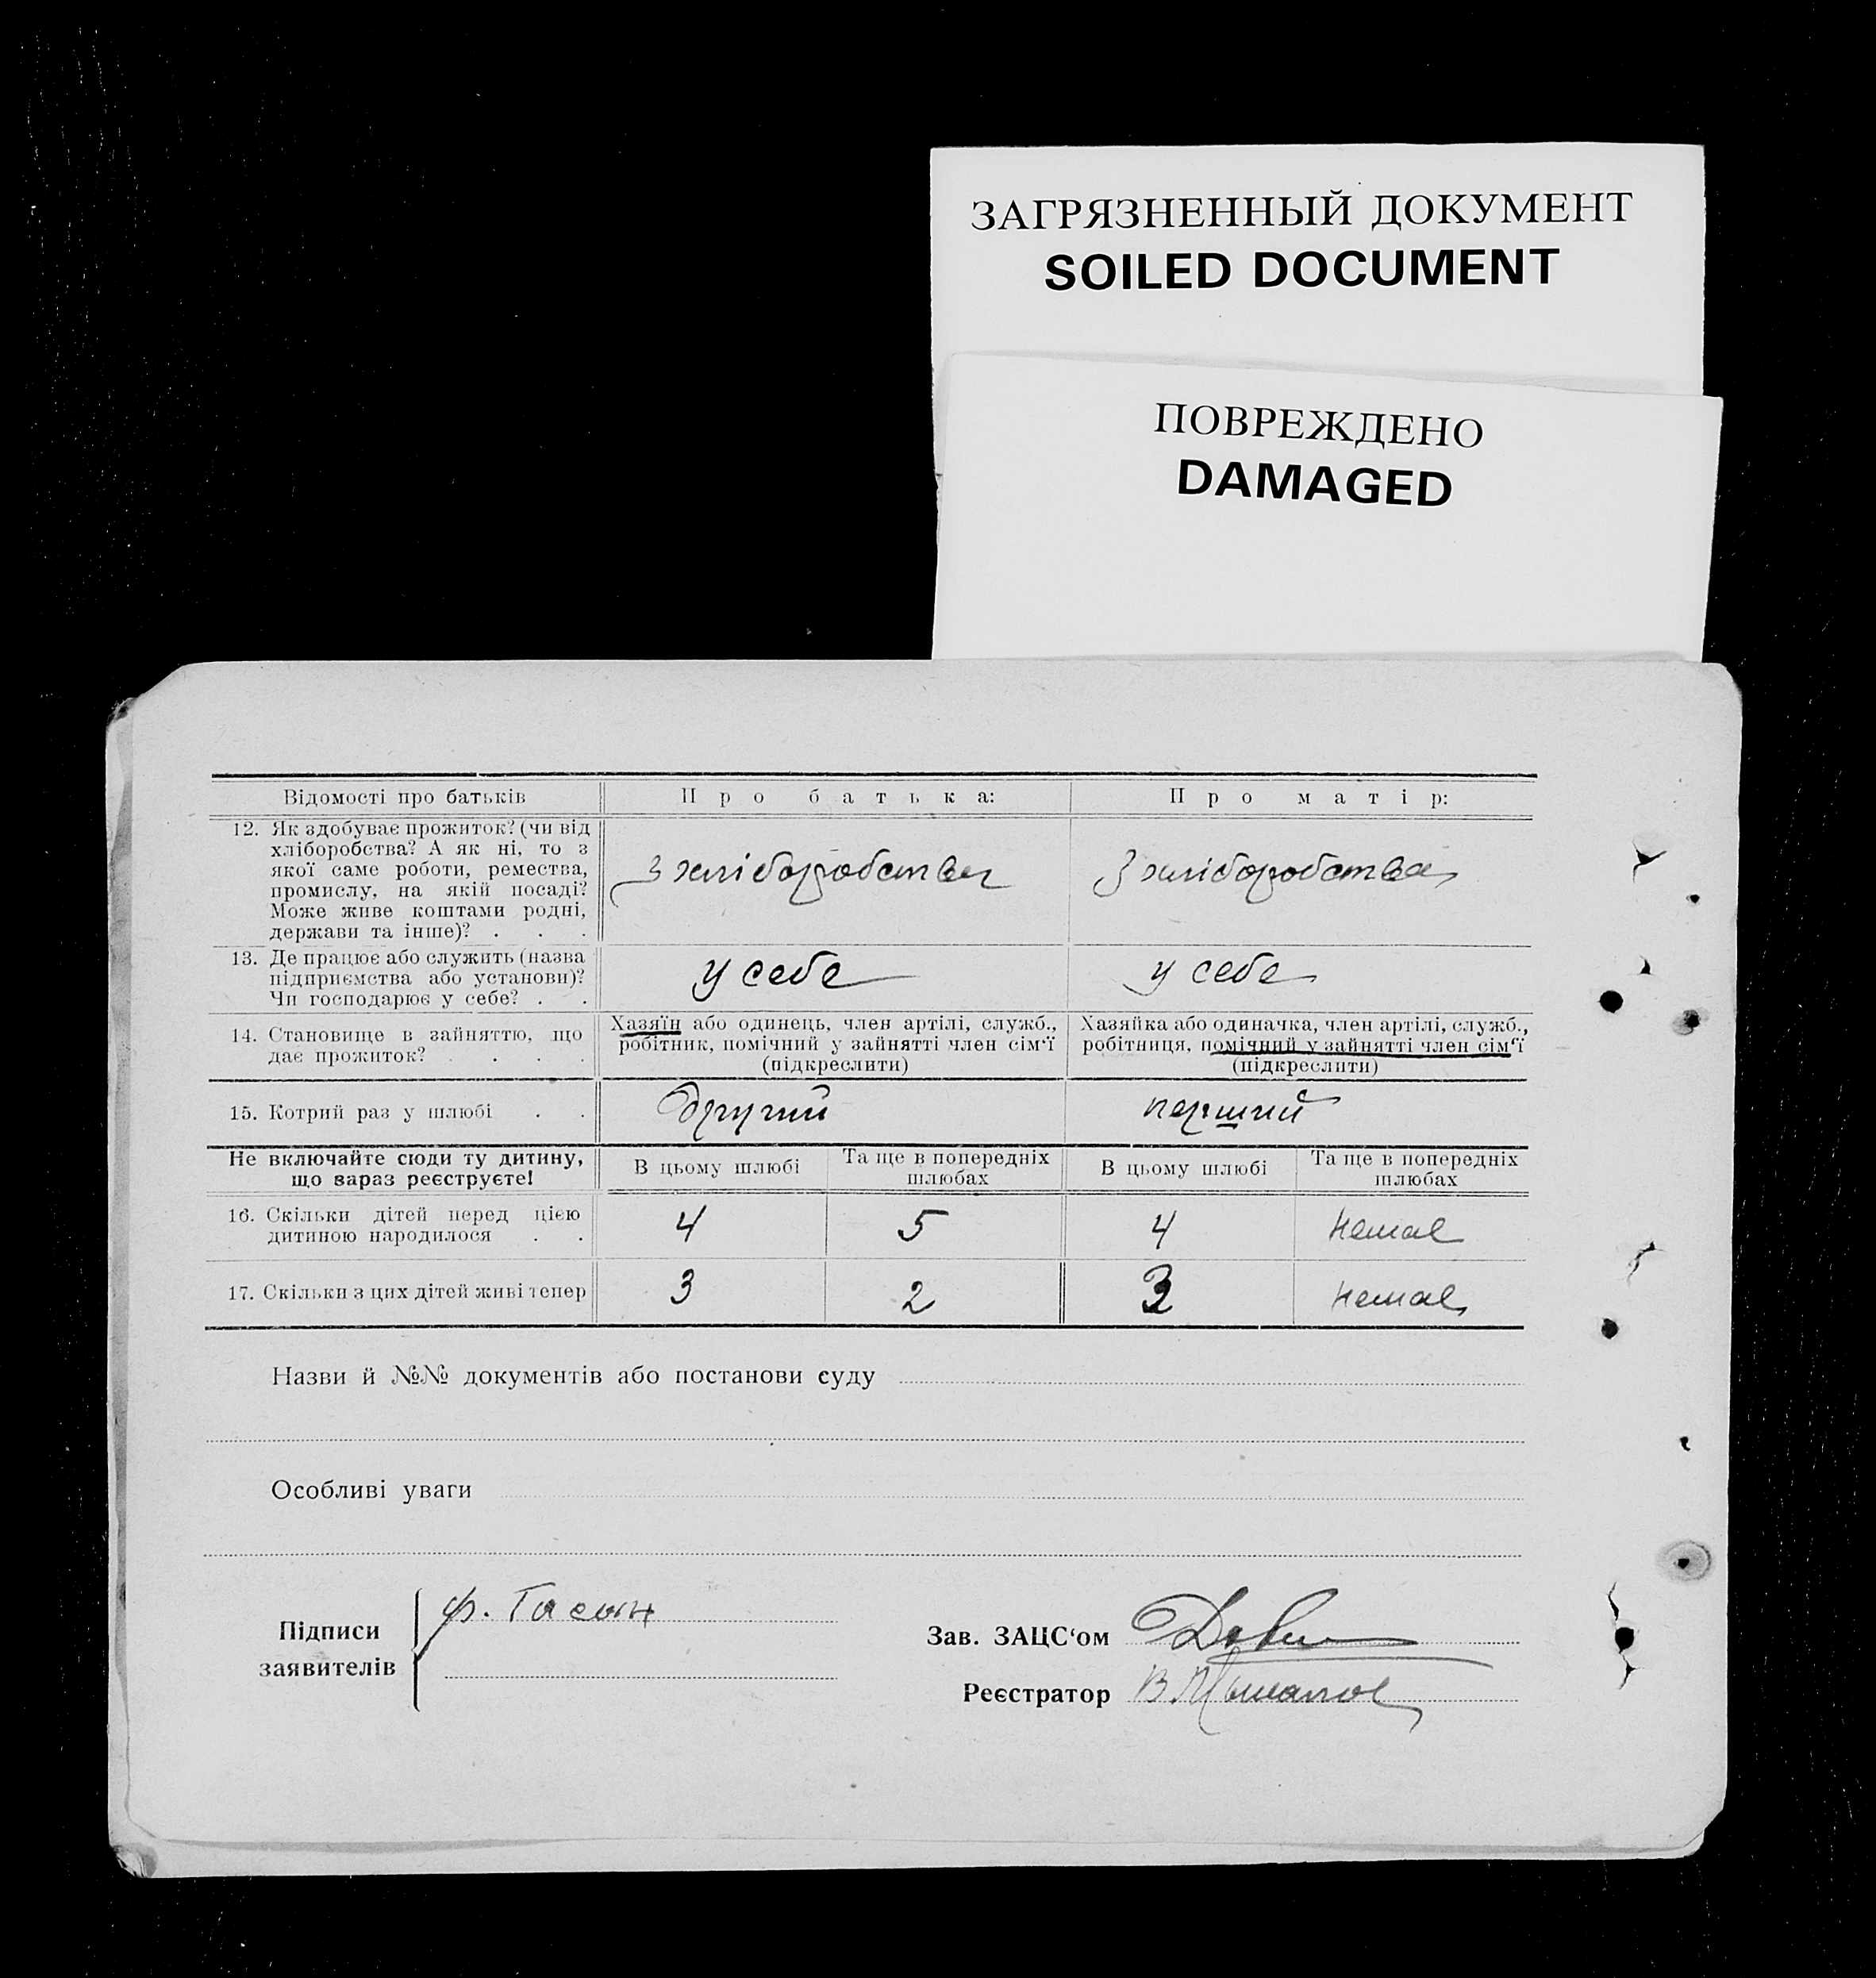 ЗАГРЯЗНЕННЫЙ ДОКУМЕНТ
SOILED DOCUMENT
ПОВРЕЖДЕНО
DAMAGED
Відомості про батьків
Про батька:
Про матір:
12. Як здобуває прожиток? (чи від
хліборобства? А як ні, то з
якої саме роботи, ремества,
промислу, на якій посаді?
Може живе коштами родні,
держави та інше)? . . .
З хліборобства
З хліборобства
13. Де працює або служить (назва
підприємства або установи)?
Чи господарює у себе? . .
у себе
у себе
14. Становище в зайняттю, що
дає прожиток? . . . .
Хазяїн або одинець, член артілі, служб.,
робітник, помічний у зайнятті член сім'ї
(підкреслити)
Хазяйка або одиначка, член артілі, служб.,
робітниця, помічний у зайнятті член сім'ї
(підкреслити)
15. Котрий раз у шлюбі . .
другий
перший
Не включайте сюди ту дитину,
що зараз реєструєте!
В цьому шлюбі
Та ще в попередніх
шлюбах
В цьому шлюбі
Та ще в попередніх
шлюбах
16. Скільки дітей перед цією
дитиною народилося . .
4
5
4
немає
17. Скільки з цих дітей живі тепер
3
2
3
немає
Назви й №№ документів або постанови суду
Особливі уваги
Підписи
заявителів
Ф.
Зав. ЗАЦС'ом
Реєстратор